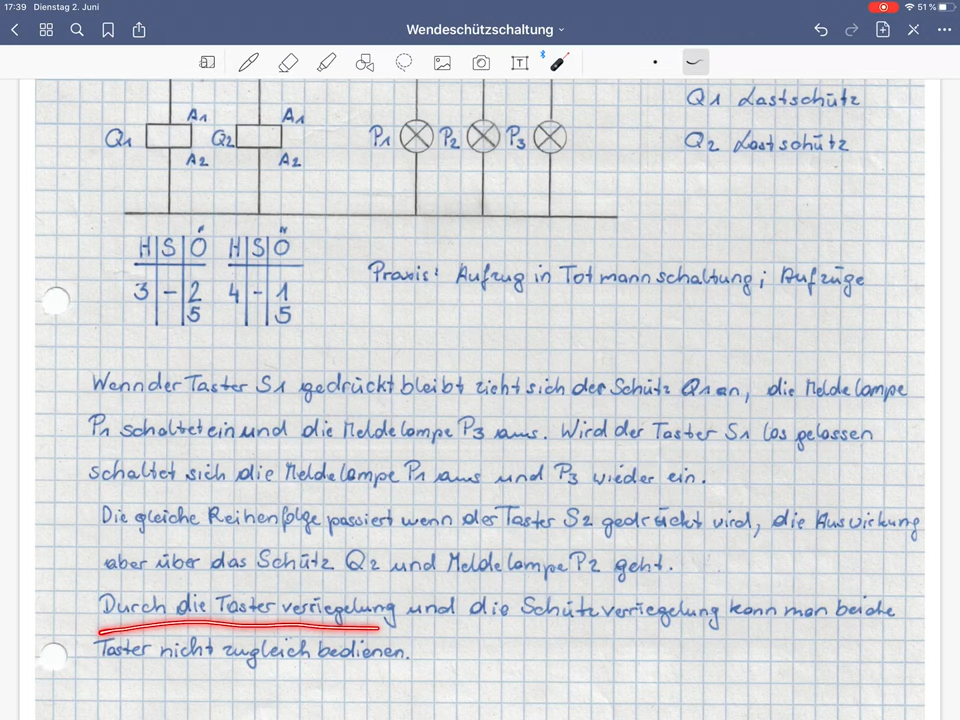 17:39 Dienstag 2. Juni
51 %
Wendeschützschaltung
Q1 Lastschütz
Q2 Lastschütz
A1 A1
Q1 Q2 P1 P2 P3
A2 A2
H S Ö H S Ö
3 - 2 4 - 1
5 5
Praxis: Aufzug in Totmannschaltung; Aufzüge
Wenn der Taster S1 gedrückt bleibt zieht sich der Schütz Q1 an, die Meldelampe
P1 schaltet ein und die Meldelampe P3 aus. Wird der Taster S1 los gelassen
schaltet sich die Meldelampe P1 aus und P3 wieder ein.
Die gleiche Reihenfolge passiert wenn der Taster S2 gedrückt wird, die Auswirkung
aber über das Schütz Q2 und Meldelampe P2 geht.
Durch die Tasterverriegelung und die Schützverriegelung kann man beide
Taster nicht zugleich bedienen.